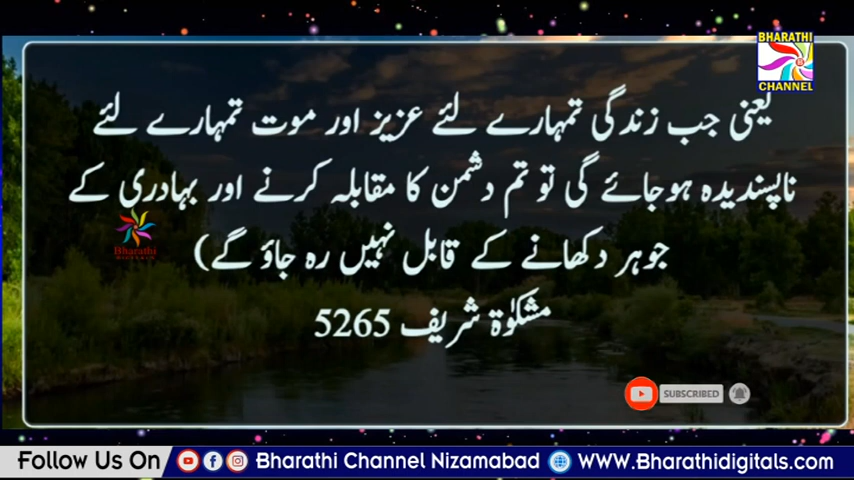 BHARATHI
CHANNEL
یعنی جب زندگی تمہارے لئے عزیز اور موت تمہارے لئے
ناپسندیدہ ہوجائے گی تو تم دشمن کا مقابلہ کرنے اور بہادری کے
جوہر دکھانے کے قابل نہیں رہ جاؤ گے)
مشکوٰۃ شریف 5265
Bharathi
DIGITALS
SUBSCRIBED
Follow Us On Bharathi Channel Nizamabad www.Bharathidigitals.com